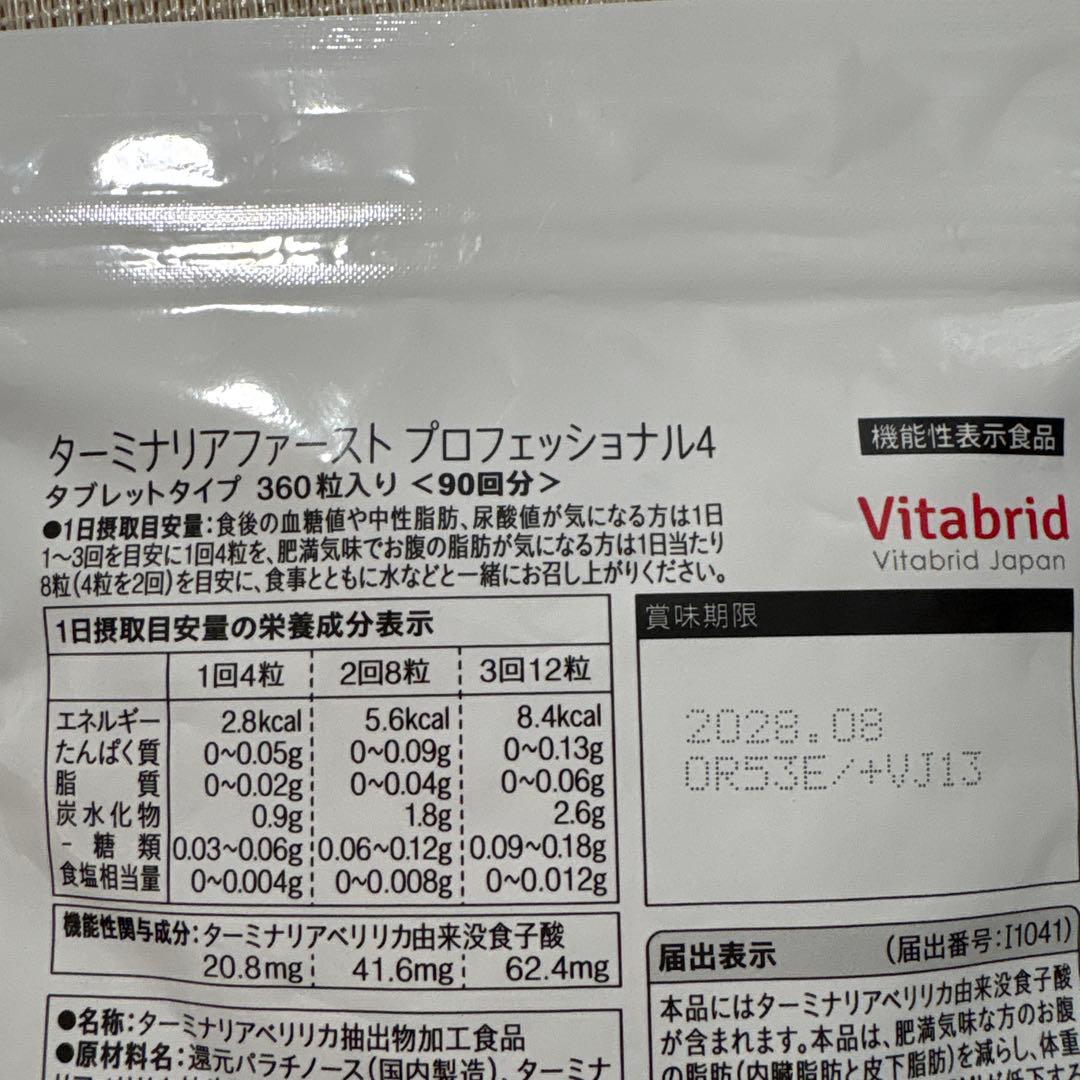 ターミナリアファースト プロフェッショナル4
タブレットタイプ 360粒入り <90回分>
●1日摂取目安量:食後の血糖値や中性脂肪、尿酸値が気になる方は1日
1〜3回を目安に1回4粒を、肥満気味でお腹の脂肪が気になる方は1日当たり
8粒(4粒を2回)を目安に、食事とともに水などと一緒にお召し上がりください。
機能性表示食品
Vitabrid
Vitabrid Japan
1日摂取目安量の栄養成分表示
1回4粒 2回8粒 3回12粒
エネルギー 2.8kcal 5.6kcal 8.4kcal
たんぱく質 0~0.05g 0~0.09g 0~0.13g
脂質 0~0.02g 0~0.04g 0~0.06g
炭水化物 0.9g 1.8g 2.6g
- 糖類 0.03~0.06g 0.06~0.12g 0.09~0.18g
食塩相当量 0~0.004g 0~0.008g 0~0.012g
機能性関与成分:ターミナリアベリリカ由来没食子酸
20.8mg 41.6mg 62.4mg
●名称:ターミナリアベリリカ抽出物加工食品
●原材料名:還元パラチノース(国内製造)、ターミナ
賞味期限
2028.08
OR53E/+VJ13
届出表示 (届出番号:I1041)
本品にはターミナリアベリリカ由来没食子酸
が含まれます。本品は、肥満気味な方のお腹
の脂肪(内臓脂肪と皮下脂肪)を減らし、体重